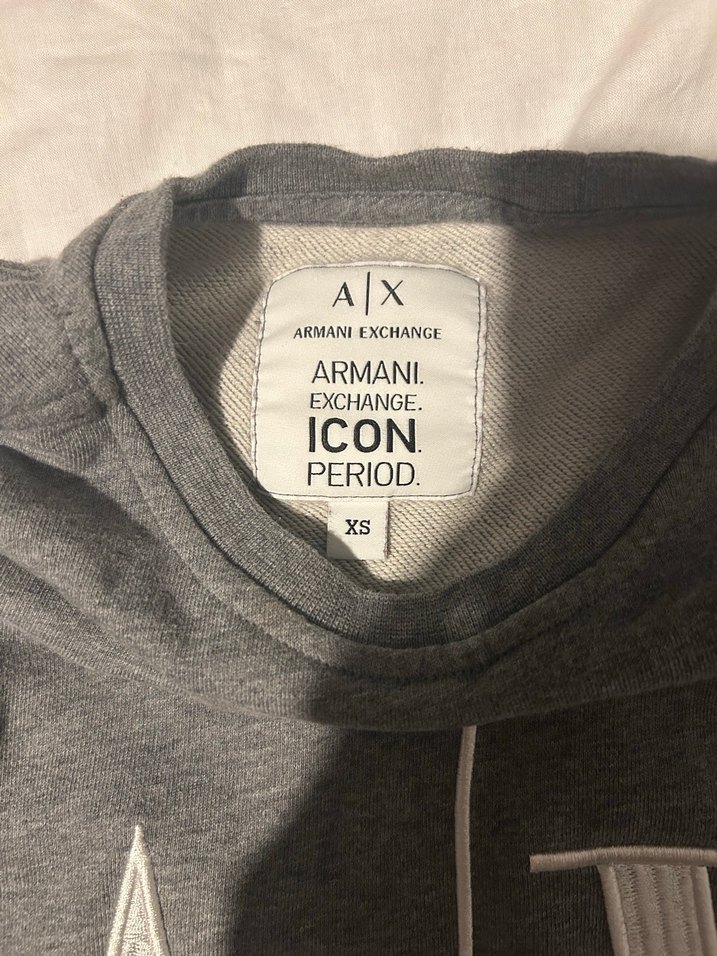 A|X
ARMANI EXCHANGE
ARMANI.
EXCHANGE.
ICON.
PERIOD.
XS